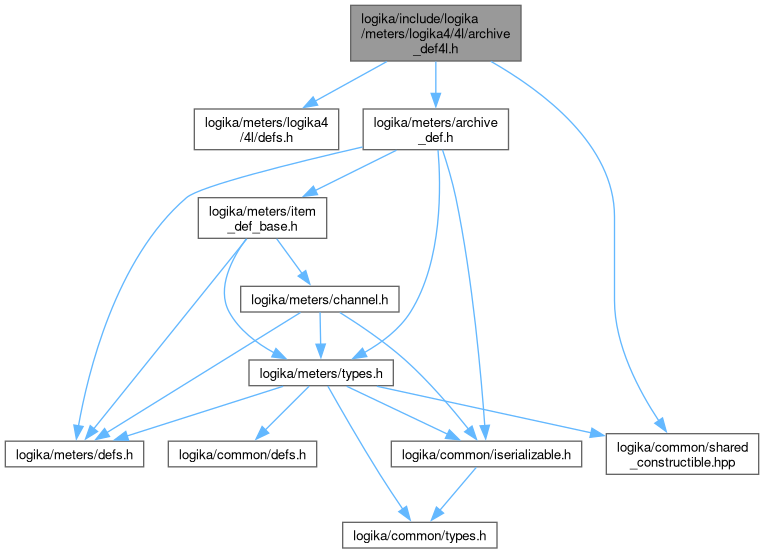 logika/include/logika
/meters/logika4/4l/archive
_def4l.h
logika/meters/logika4
/4l/defs.h
logika/meters/archive
_def.h
logika/meters/item
_def_base.h
logika/meters/channel.h
logika/meters/types.h
logika/meters/defs.h
logika/common/defs.h
logika/common/iserializable.h
logika/common/shared
_constructible.hpp
logika/common/types.h